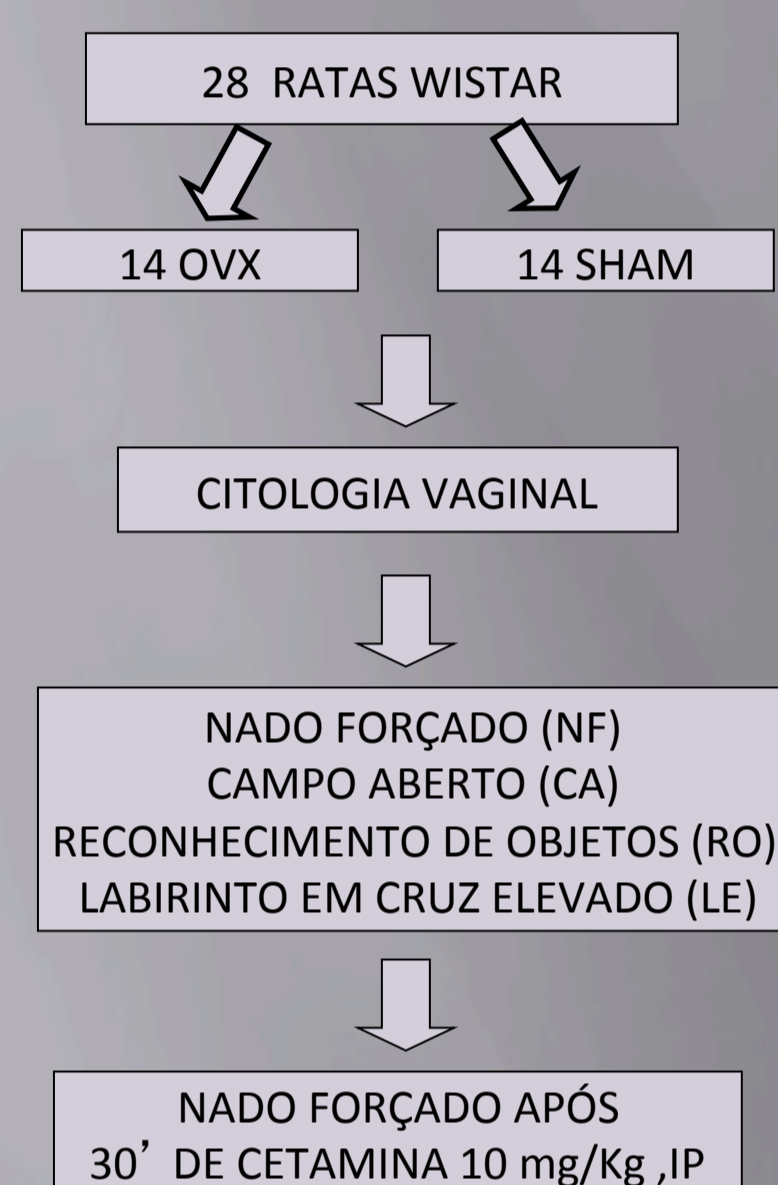 28 RATAS WISTAR
14 OVX
14 SHAM
CITOLOGIA VAGINAL
NADO FORÇADO (NF)
CAMPO ABERTO (CA)
RECONHECIMENTO DE OBJETOS (RO)
LABIRINTO EM CRUZ ELEVADO (LE)
NADO FORÇADO APÓS
30’ DE CETAMINA 10 mg/Kg ,IP